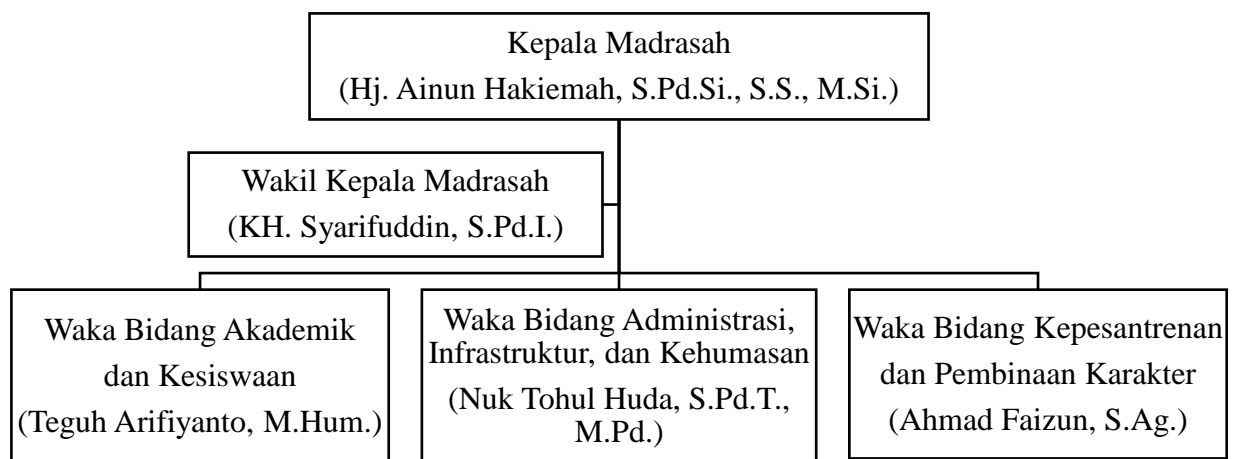 Kepala Madrasah
(Hj. Ainun Hakiemah, S.Pd.Si., S.S., M.Si.)
Wakil Kepala Madrasah
(KH. Syarifuddin, S.Pd.I.)
Waka Bidang Akademik
dan Kesiswaan
(Teguh Arifiyanto, M.Hum.)
Waka Bidang Administrasi,
Infrastruktur, dan Kehumasan
(Nuk Tohul Huda, S.Pd.T.,
M.Pd.)
Waka Bidang Kepesantrenan
dan Pembinaan Karakter
(Ahmad Faizun, S.Ag.)